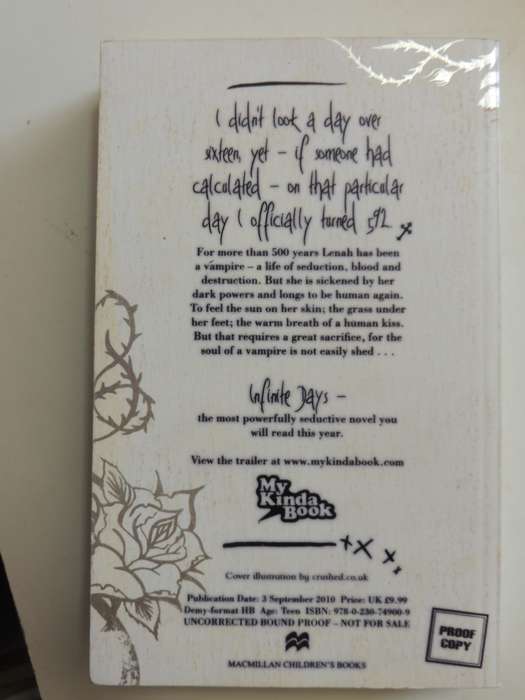 I didn't look a day over
sixteen, yet – if someone had
calculated – on that particular
day I officially turned 592.
For more than 500 years Lenah has been
a vampire – a life of seduction, blood and
destruction. But she is sickened by her
dark powers and longs to be human again.
To feel the sun on her skin; the grass under
her feet; the warm breath of a human kiss.
But that requires a great sacrifice, for the
soul of a vampire is not easily shed . . .
Infinite Days –
the most powerfully seductive novel you
will read this year.
View the trailer at www.mykindabook.com
My
Kinda
Book
Cover illustration by crushed.co.uk
Publication Date: 3 September 2010 Price: UK £9.99
Demy-format HB Age: Teen ISBN: 978-0-230-74900-9
UNCORRECTED BOUND PROOF – NOT FOR SALE
PROOF
COPY
MACMILLAN CHILDREN'S BOOKS